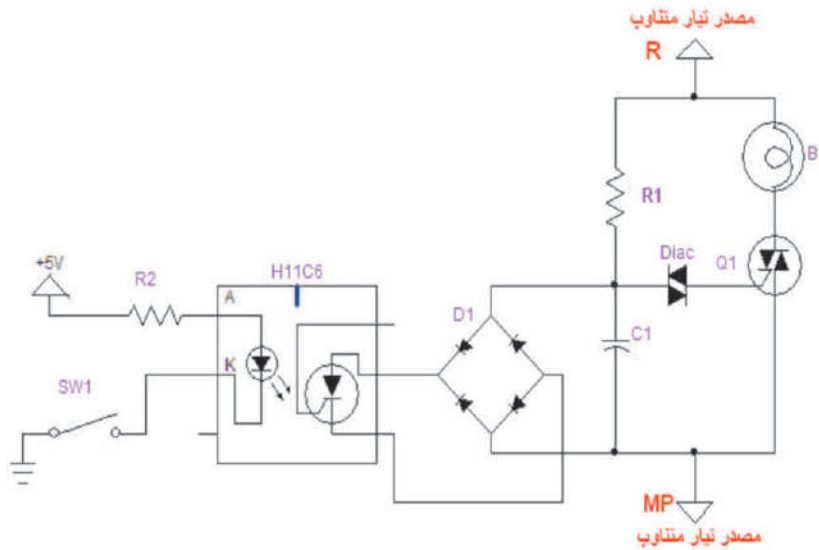 مصدر تيار متناوب
R
B
R1
+5V
R2
H11C6
Diac
Q1
A
D1
C1
K
SW1
MP
مصدر تيار متناوب